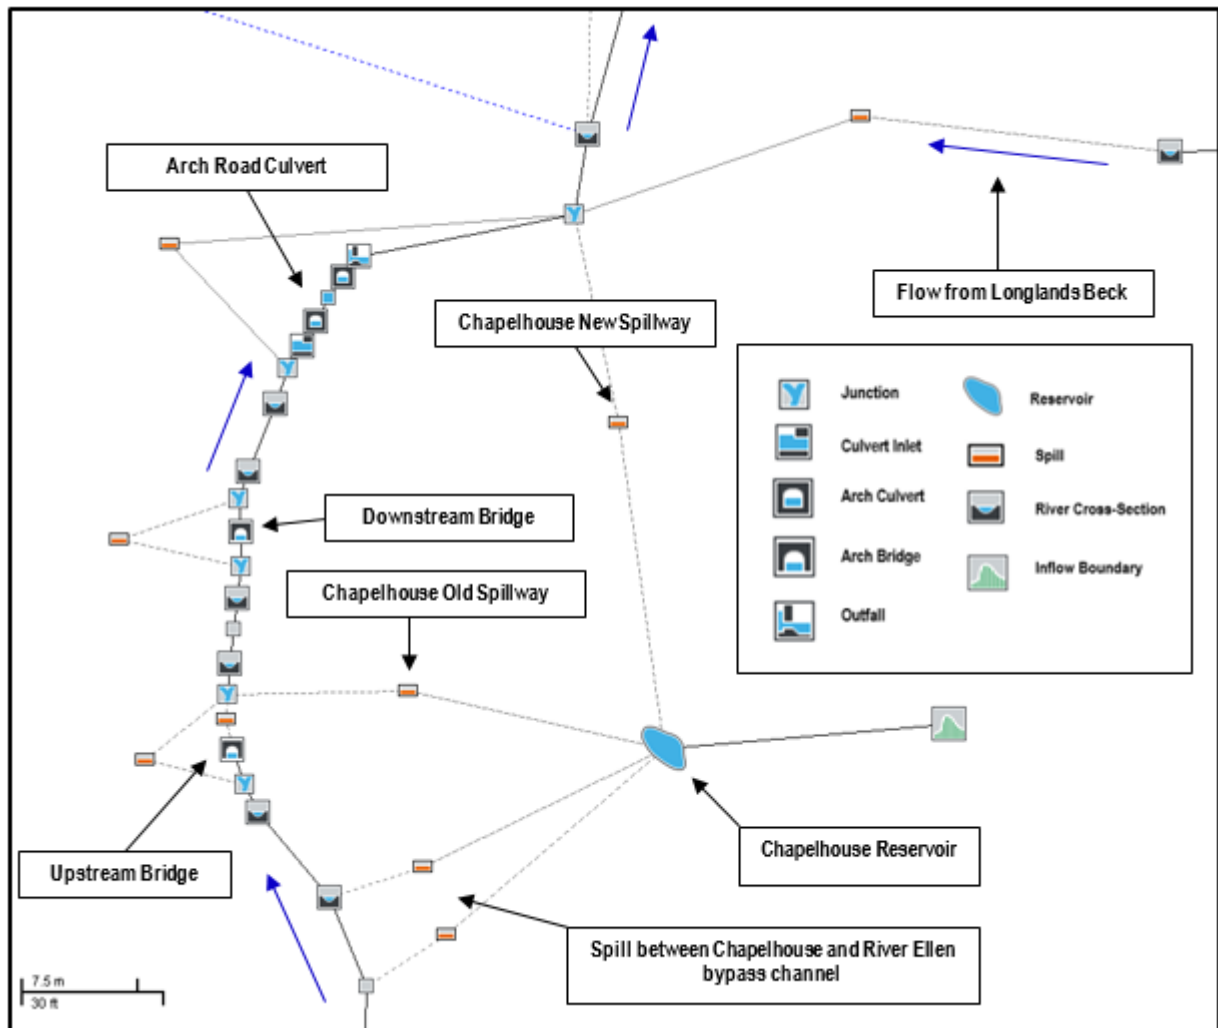 Arch Road Culvert
Flow from Longlands Beck
Chapelhouse New Spillway
Junction
Reservoir
Culvert Inlet
Spill
Arch Culvert
River Cross-Section
Arch Bridge
Inflow Boundary
Outfall
Downstream Bridge
Chapelhouse Old Spillway
Chapelhouse Reservoir
Upstream Bridge
Spill between Chapelhouse and River Ellen
bypass channel
7.5 m
30 ft